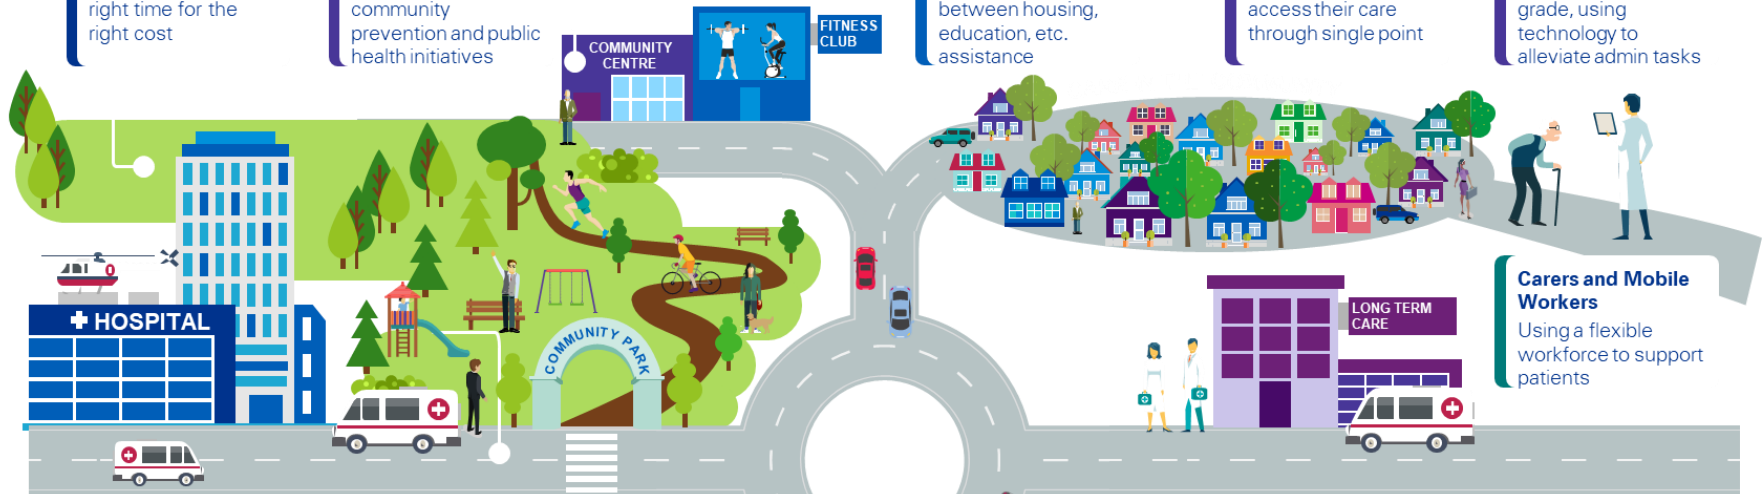 right time for the
right cost
community
prevention and public
health initiatives
between housing,
education, etc.
assistance
access their care
through single point
grade, using
technology to
alleviate admin tasks
COMMUNITY
CENTRE
FITNESS
CLUB
HOSPITAL
COMMUNITY PARK
LONG TERM
CARE
Carers and Mobile
Workers
Using a flexible
workforce to support
patients